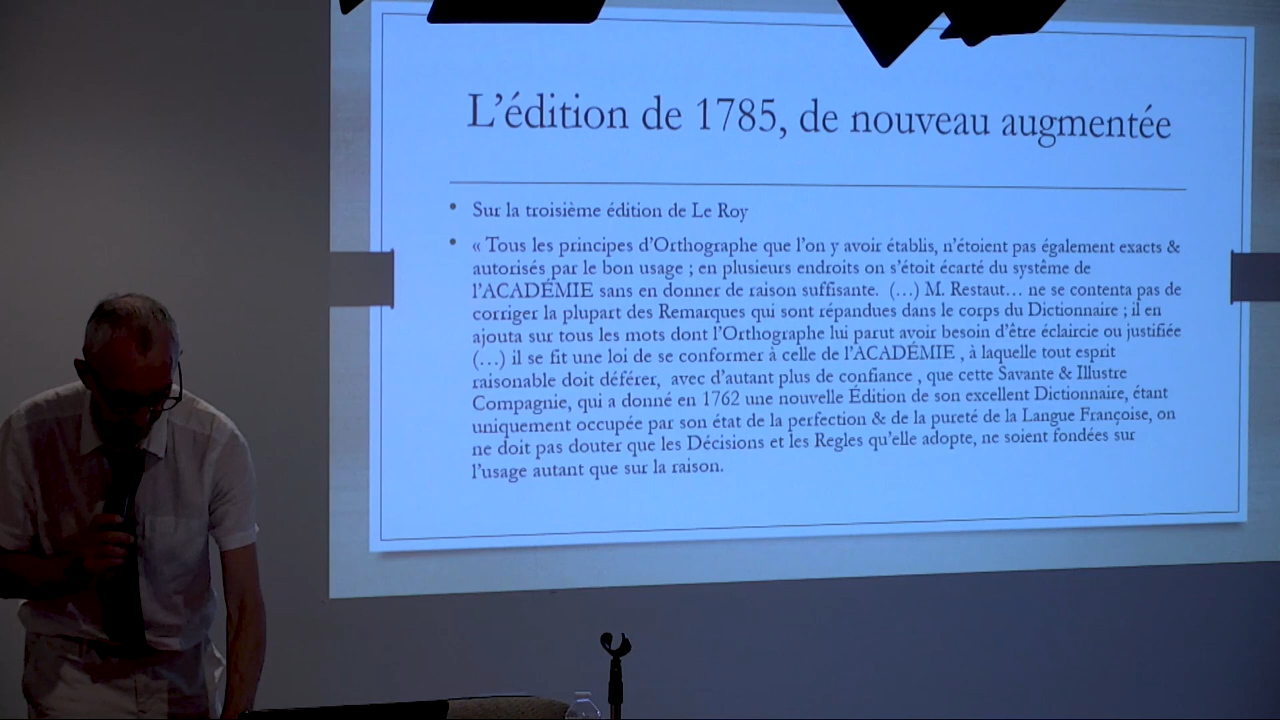 L'édition de 1785, de nouveau augmentée
• Sur la troisième édition de Le Roy
• « Tous les principes d'Orthographe que l'on y avoir établis, n'étoient pas également exacts &
autorisés par le bon usage ; en plusieurs endroits on s'étoit écarté du systême de
l'ACADÉMIE sans en donner de raison suffisante. (…) M. Restaut… ne se contenta pas de
corriger la plupart des Remarques qui sont répandues dans le corps du Dictionnaire ; il en
ajouta sur tous les mots dont l'Orthographe lui parut avoir besoin d'être éclaircie ou justifiée
(…) il se fit une loi de se conformer à celle de l'ACADÉMIE , à laquelle tout esprit
raisonable doit déférer, avec d'autant plus de confiance , que cette Savante & Illustre
Compagnie, qui a donné en 1762 une nouvelle Édition de son excellent Dictionnaire, étant
uniquement occupée par son état de la perfection & de la pureté de la Langue Françoise, on
ne doit pas douter que les Décisions et les Regles qu'elle adopte, ne soient fondées sur
l'usage autant que sur la raison.